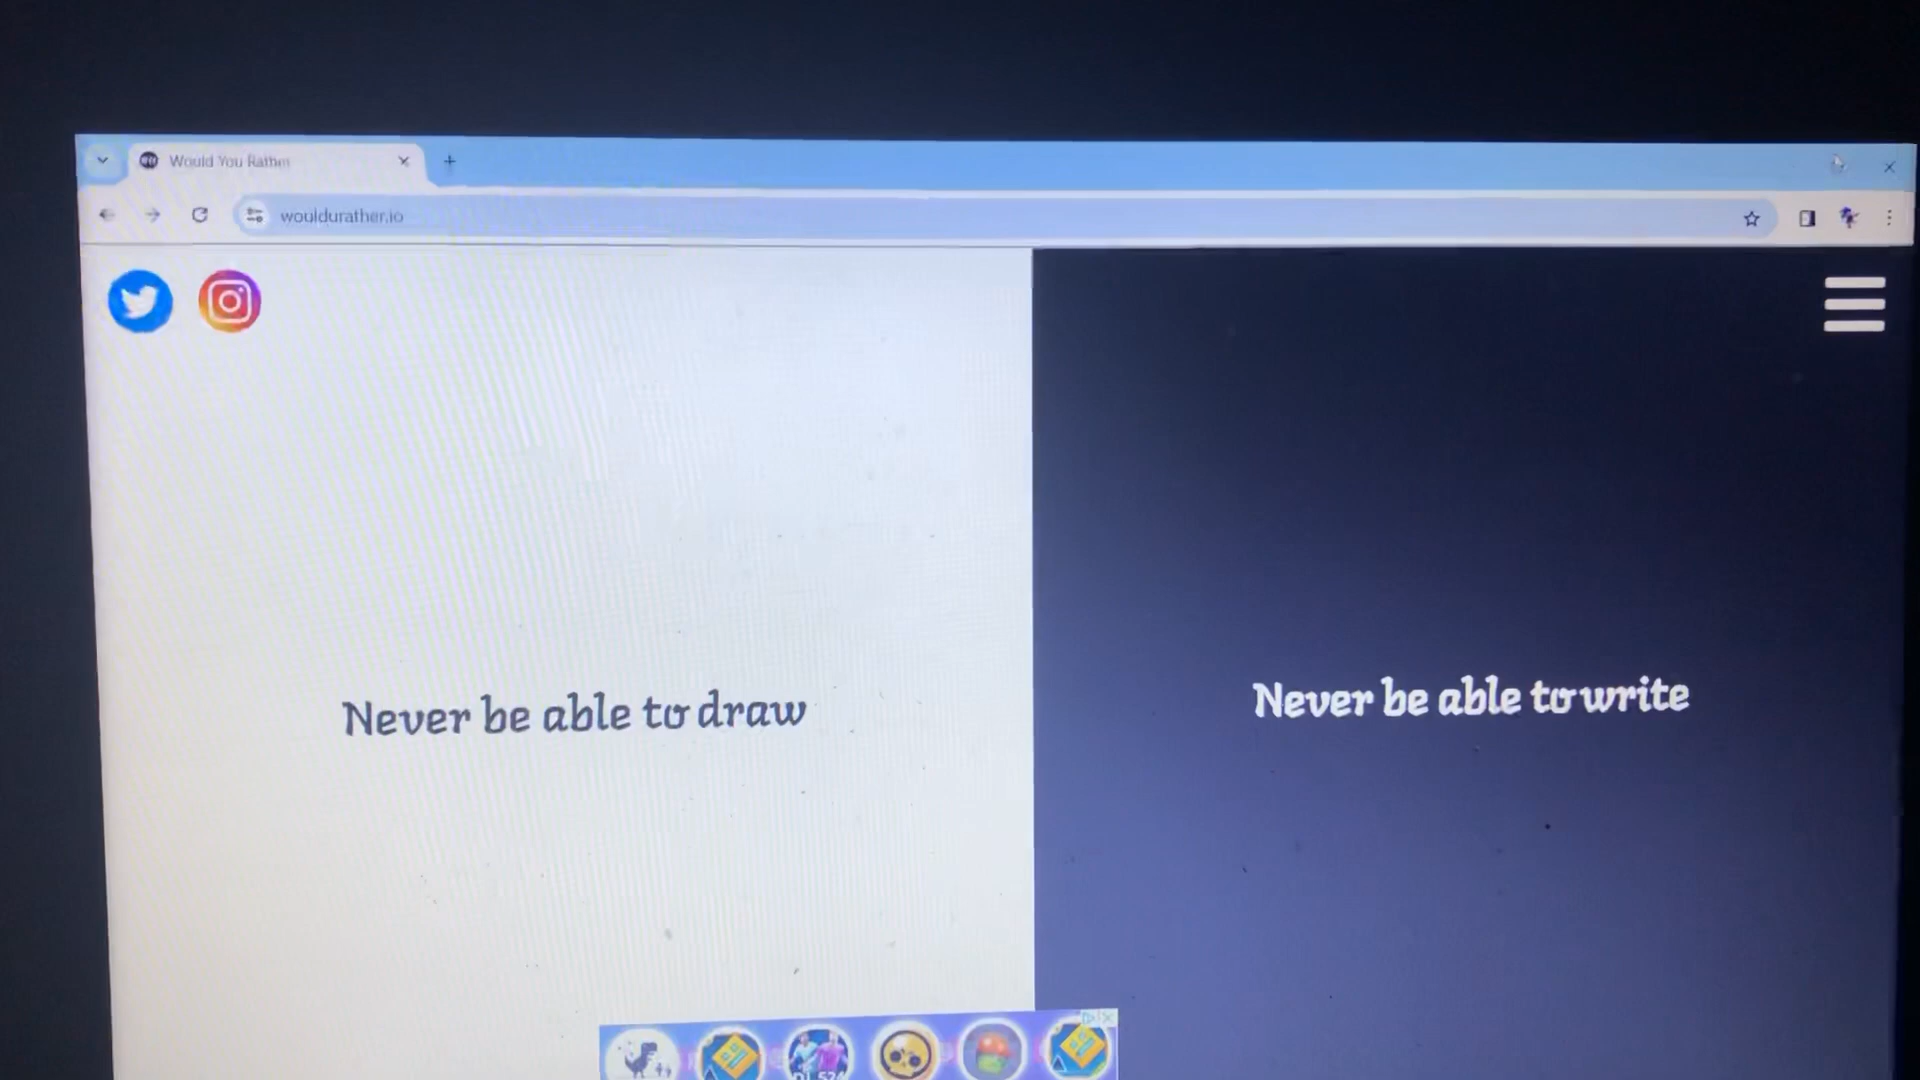 Would You Rather
wouldurather.io
Never be able to draw
Never be able to write